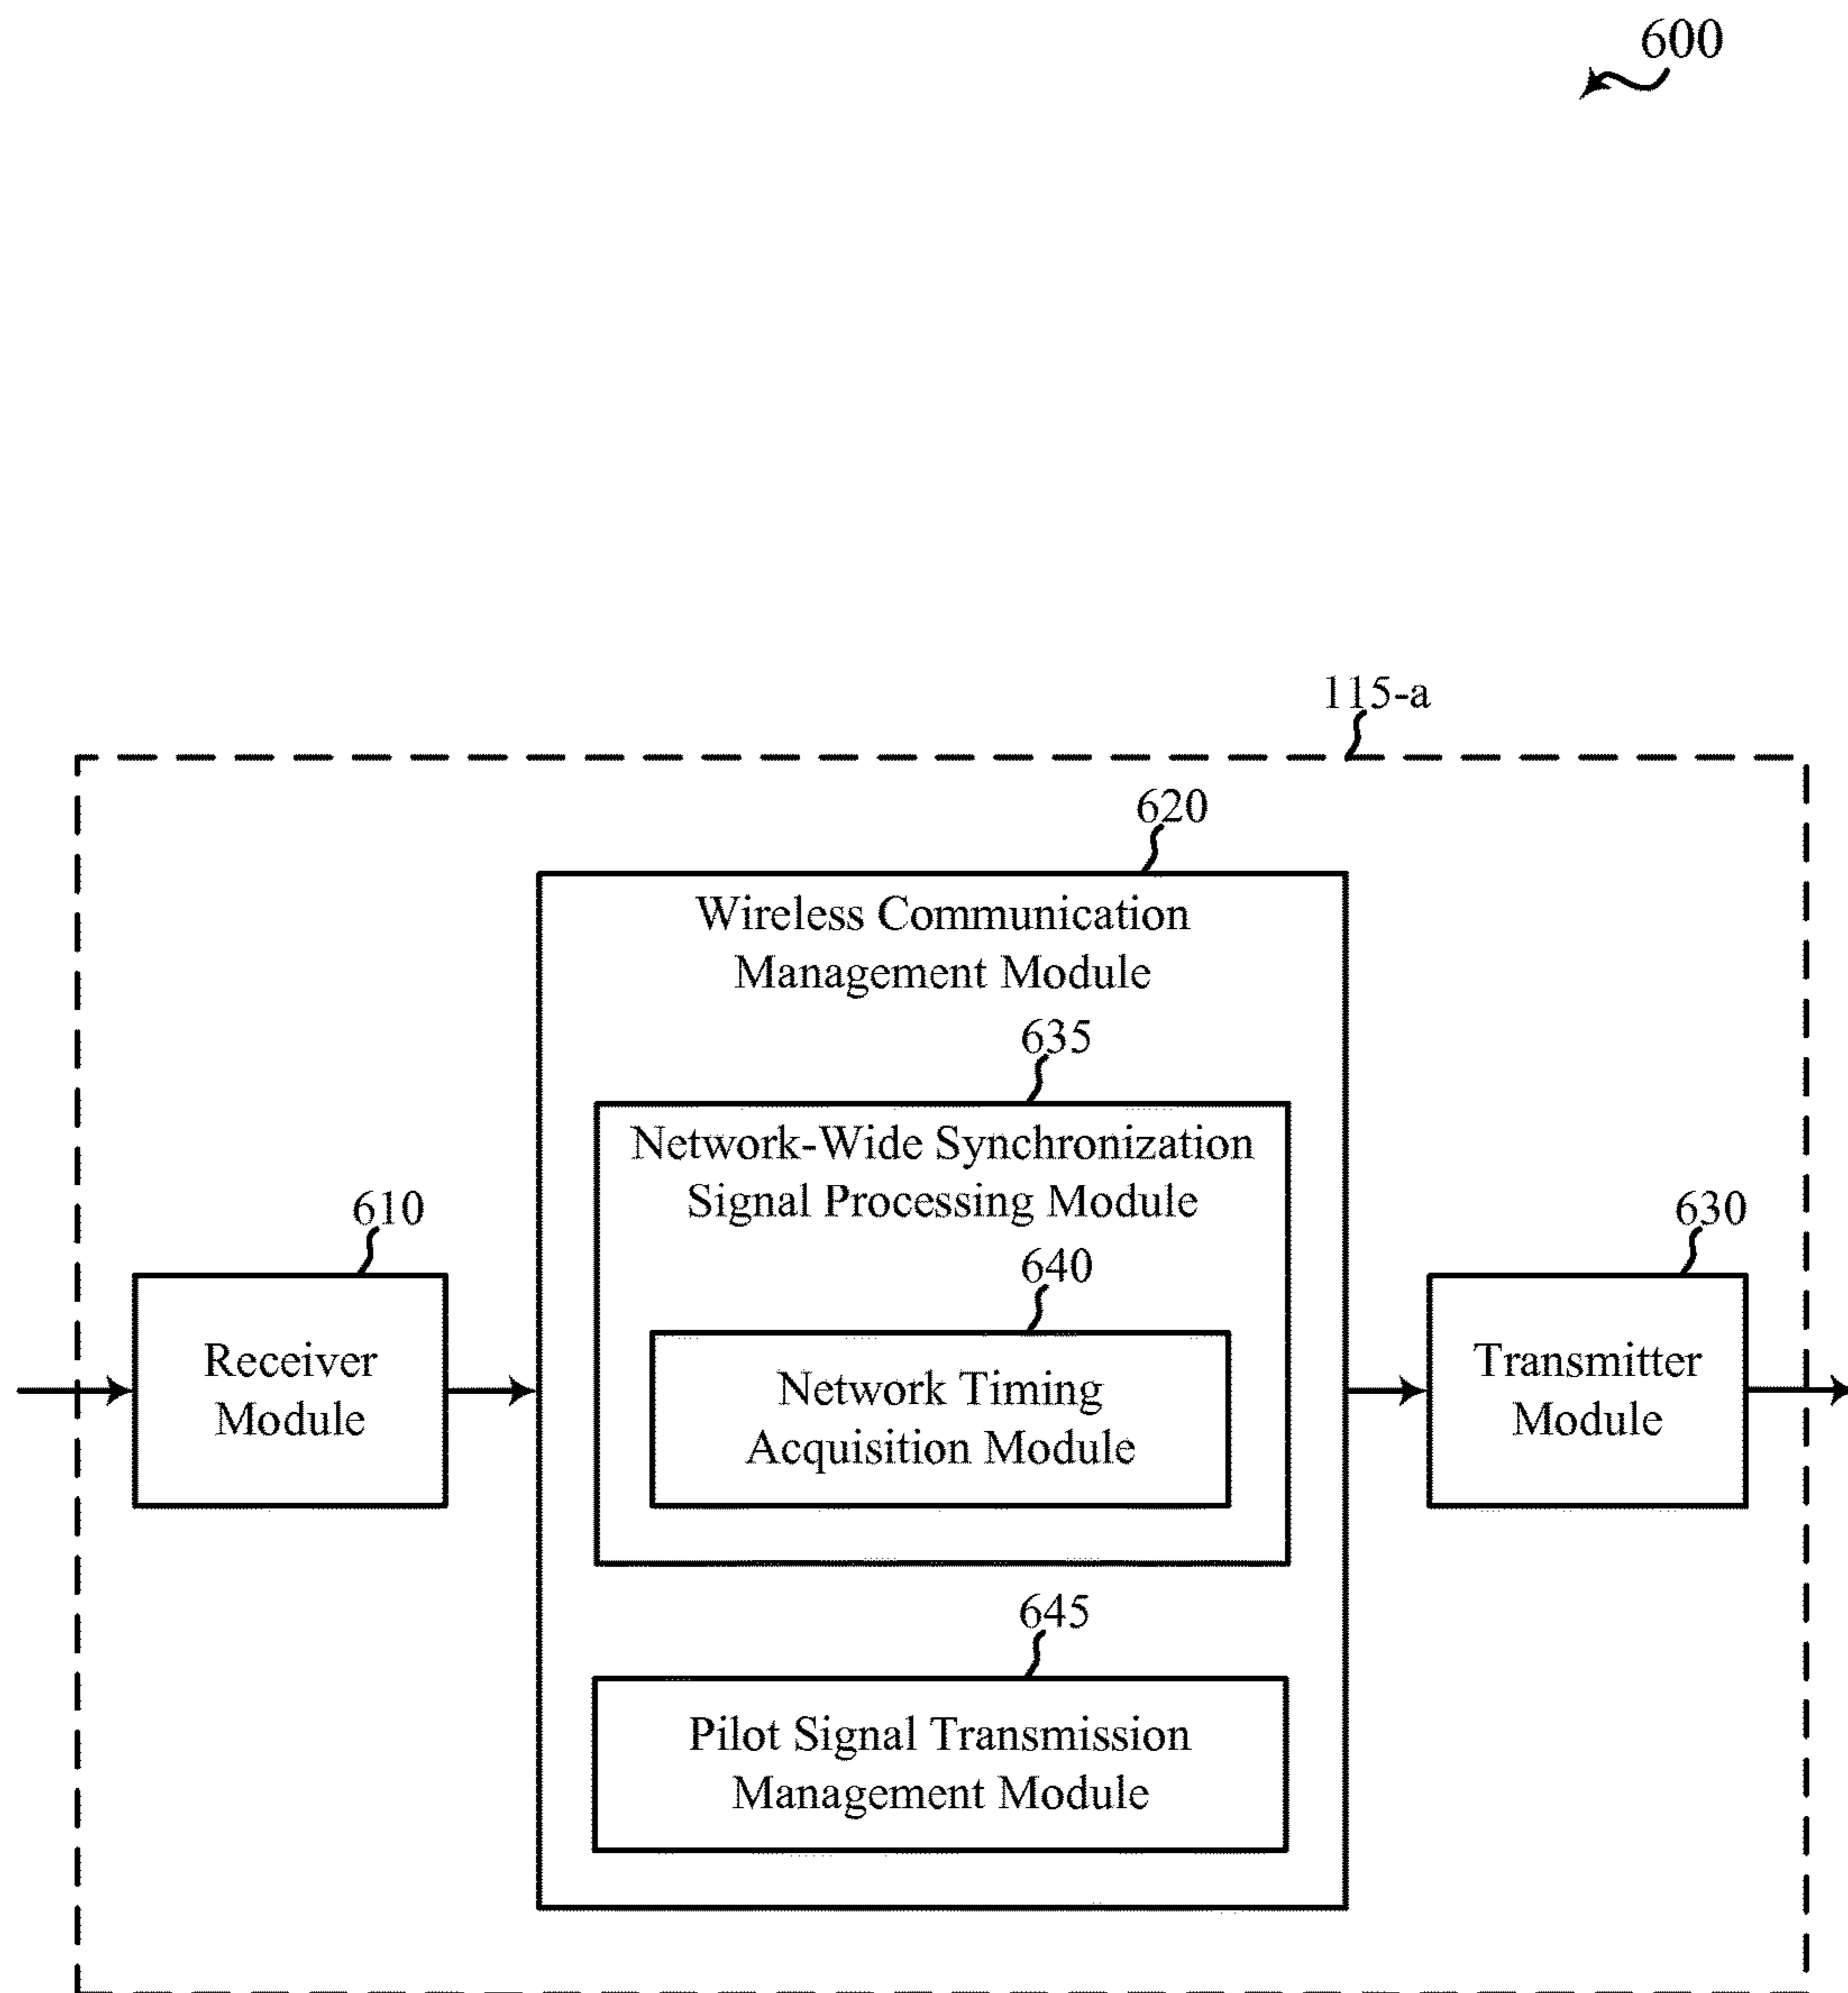 600
115-a
620
Wireless Communication
Management Module
635
Network-Wide Synchronization
Signal Processing Module
610
630
640
Receiver
Module
Network Timing
Acquisition Module
Transmitter
Module
645
Pilot Signal Transmission
Management Module